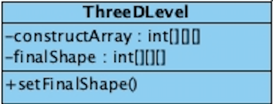 ThreeDLevel
-constructArray : int[][][]
-finalShape : int[][][]
+setFinalShape()